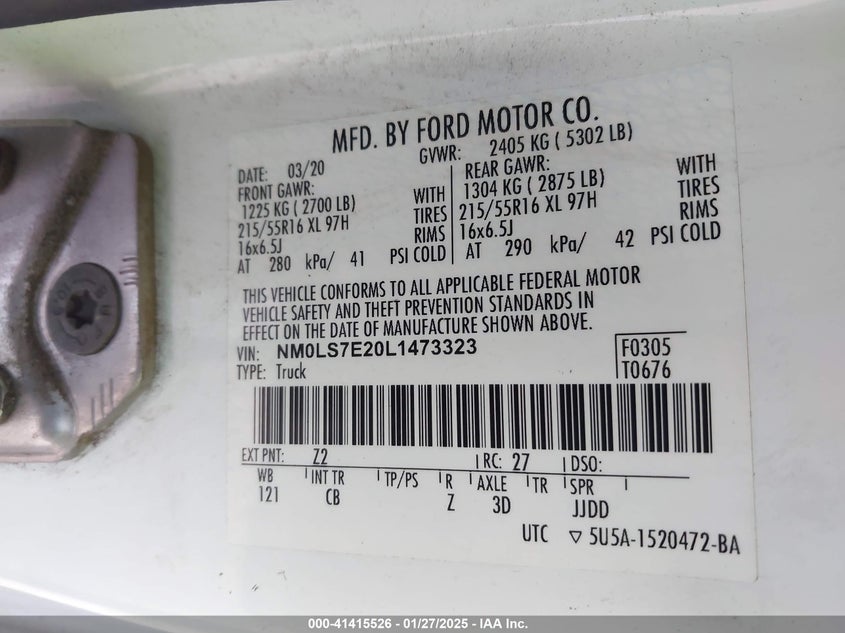 MFD. BY FORD MOTOR CO.
DATE: 03/20 GVWR: 2405 KG ( 5302 LB)
FRONT GAWR: REAR GAWR:
1225 KG ( 2700 LB) WITH 1304 KG ( 2875 LB) WITH
215/55R16 XL 97H TIRES 215/55R16 XL 97H TIRES
16x6.5J RIMS 16x6.5J RIMS
AT 280 kPa/ 41 PSI COLD AT 290 kPa/ 42 PSI COLD
THIS VEHICLE CONFORMS TO ALL APPLICABLE FEDERAL MOTOR
VEHICLE SAFETY AND THEFT PREVENTION STANDARDS IN
EFFECT ON THE DATE OF MANUFACTURE SHOWN ABOVE.
VIN: NM0LS7E20L1473323 F0305
TYPE: Truck T0676
EXT PNT: Z2 RC: 27 DSO:
WB INT TR TP/PS R AXLE TR SPR
121 CB Z 3D JJDD
UTC ▽ 5U5A-1520472-BA
000-41415526 - 01/27/2025 - IAA Inc.